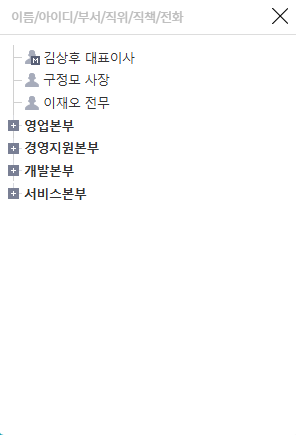 이름/아이디/부서/직위/직책/전화
김상후 대표이사
구정모 사장
이재오 전무
영업본부
경영지원본부
개발본부
서비스본부